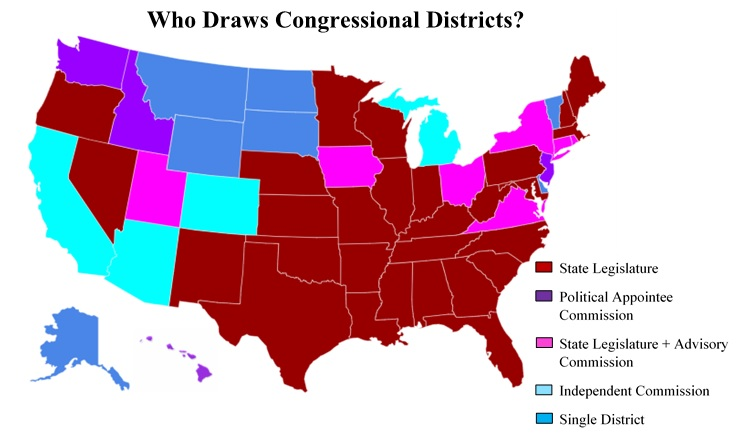 Who Draws Congressional Districts?
State Legislature
Political Appointee
Commission
State Legislature + Advisory
Commission
Independent Commission
Single District